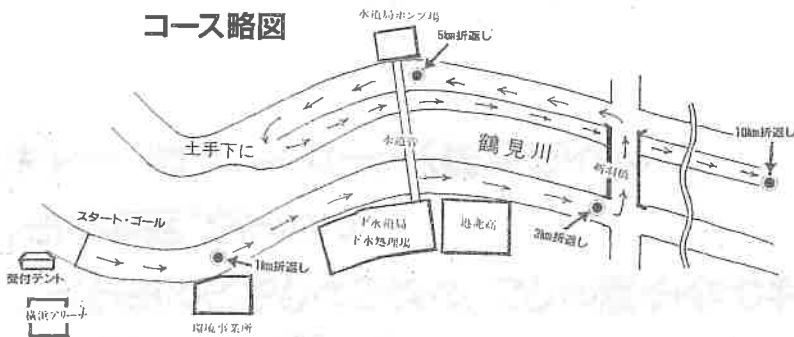 コース略図
水道局ポンプ場
5km折返し
10km折返し
土手下に
水道管
鶴見川
新羽橋
スタート・ゴール
下水道局
下水処理場
港北高
3km折返し
1km折返し
受付テント
横浜アリーナ
環境事業所